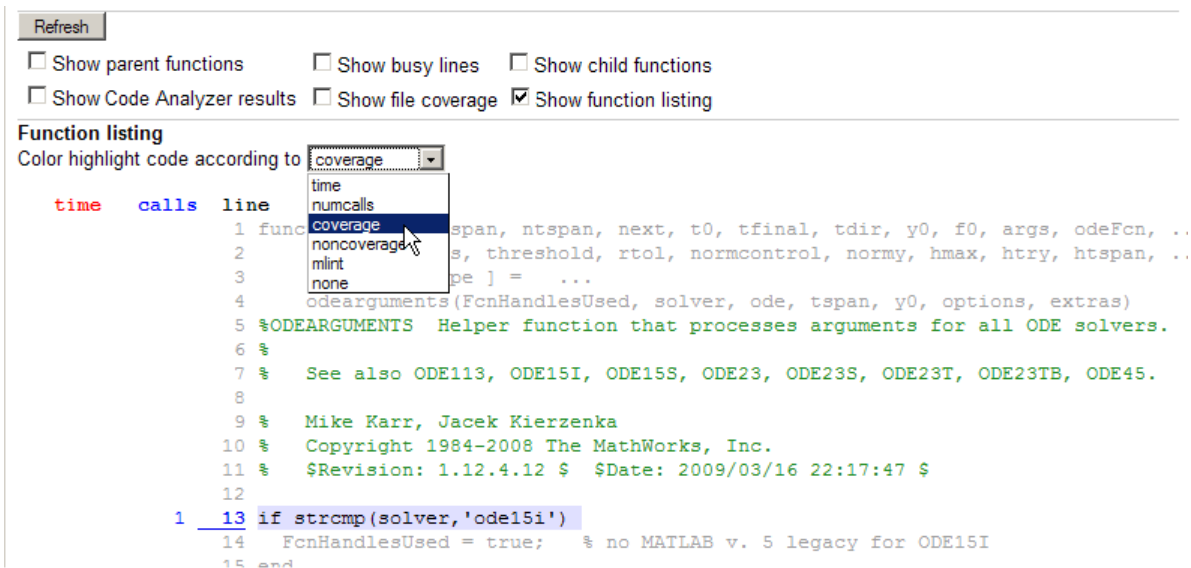 Refresh
Show parent functions Show busy lines Show child functions
Show Code Analyzer results Show file coverage Show function listing
Function listing
Color highlight code according to coverage
time
numcalls
coverage
noncoverage
mlint
none
time calls line
1 func span, ntspan, next, t0, tfinal, tdir, y0, f0, args, odeFcn, ..
2 s, threshold, rtol, normcontrol, normy, hmax, htry, htspan, ..
3 pe ] = ...
4 odearguments(FcnHandlesUsed, solver, ode, tspan, y0, options, extras)
5 %ODEARGUMENTS Helper function that processes arguments for all ODE solvers.
6 %
7 % See also ODE113, ODE15I, ODE15S, ODE23, ODE23S, ODE23T, ODE23TB, ODE45.
8
9 % Mike Karr, Jacek Kierzenka
10 % Copyright 1984-2008 The MathWorks, Inc.
11 % $Revision: 1.12.4.12 $ $Date: 2009/03/16 22:17:47 $
12
1 13 if strcmp(solver,'ode15i')
14 FcnHandlesUsed = true; % no MATLAB v. 5 legacy for ODE15I
15 end